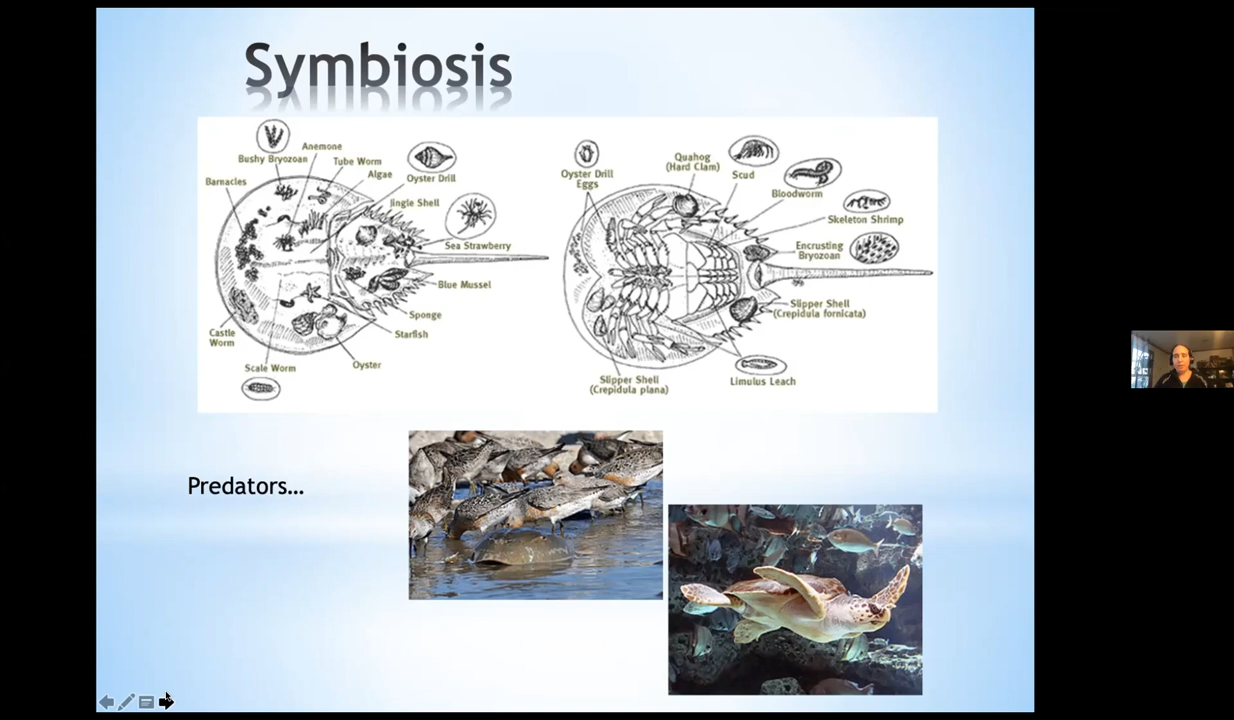 Symbiosis
Bushy Bryozoan
Anemone
Tube Worm
Algae
Oyster Drill
Barnacles
Jingle Shell
Sea Strawberry
Blue Mussel
Sponge
Starfish
Castle
Worm
Oyster
Scale Worm
Oyster Drill
Eggs
Quahog
(Hard Clam)
Scud
Bloodworm
Skeleton Shrimp
Encrusting
Bryozoan
Slipper Shell
(Crepidula fornicata)
Slipper Shell
(Crepidula plana)
Limulus Leach
Predators...